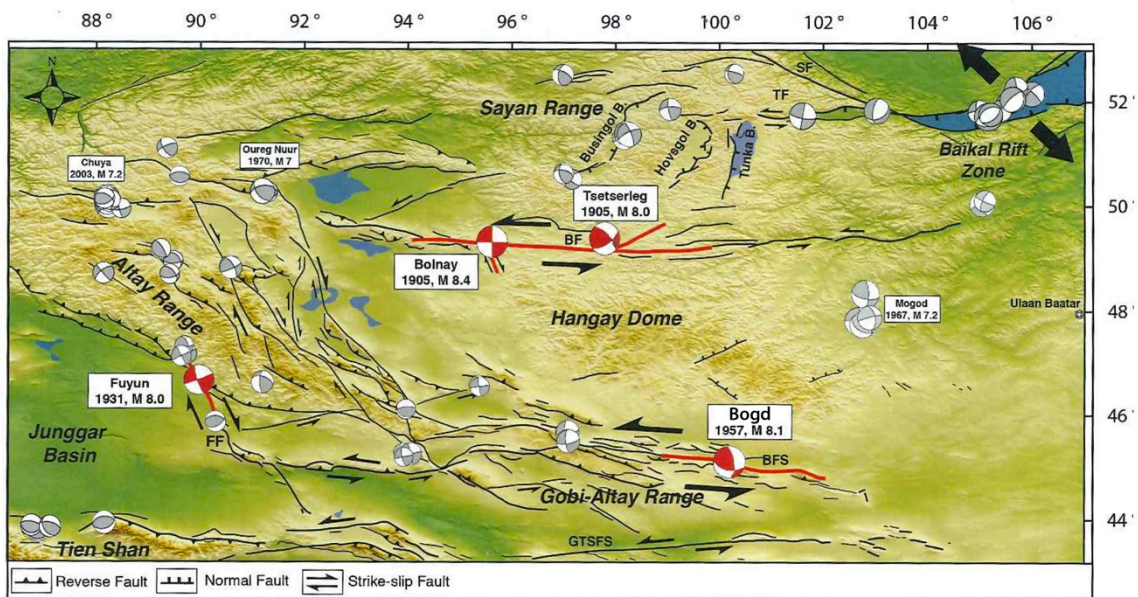 88° 90° 92° 94° 96° 98° 100° 102° 104° 106°
N
SF
52°
Sayan Range
TF
Busingol B.
Hovsgol B.
Tunka B.
Baïkal Rift
Zone
Chuya
2003, M 7.2
Oureg Nuur
1970, M 7
50°
Tsetserleg
1905, M 8.0
BF
Bolnay
1905, M 8.4
Altay Range
Hangay Dome
Mogod
1967, M 7.2
Ulaan Baatar
48°
Fuyun
1931, M 8.0
46°
Bogd
1957, M 8.1
Junggar
Basin
FF
BFS
Gobi-Altay Range
44°
GTSFS
Tien Shan
Reverse Fault Normal Fault Strike-slip Fault